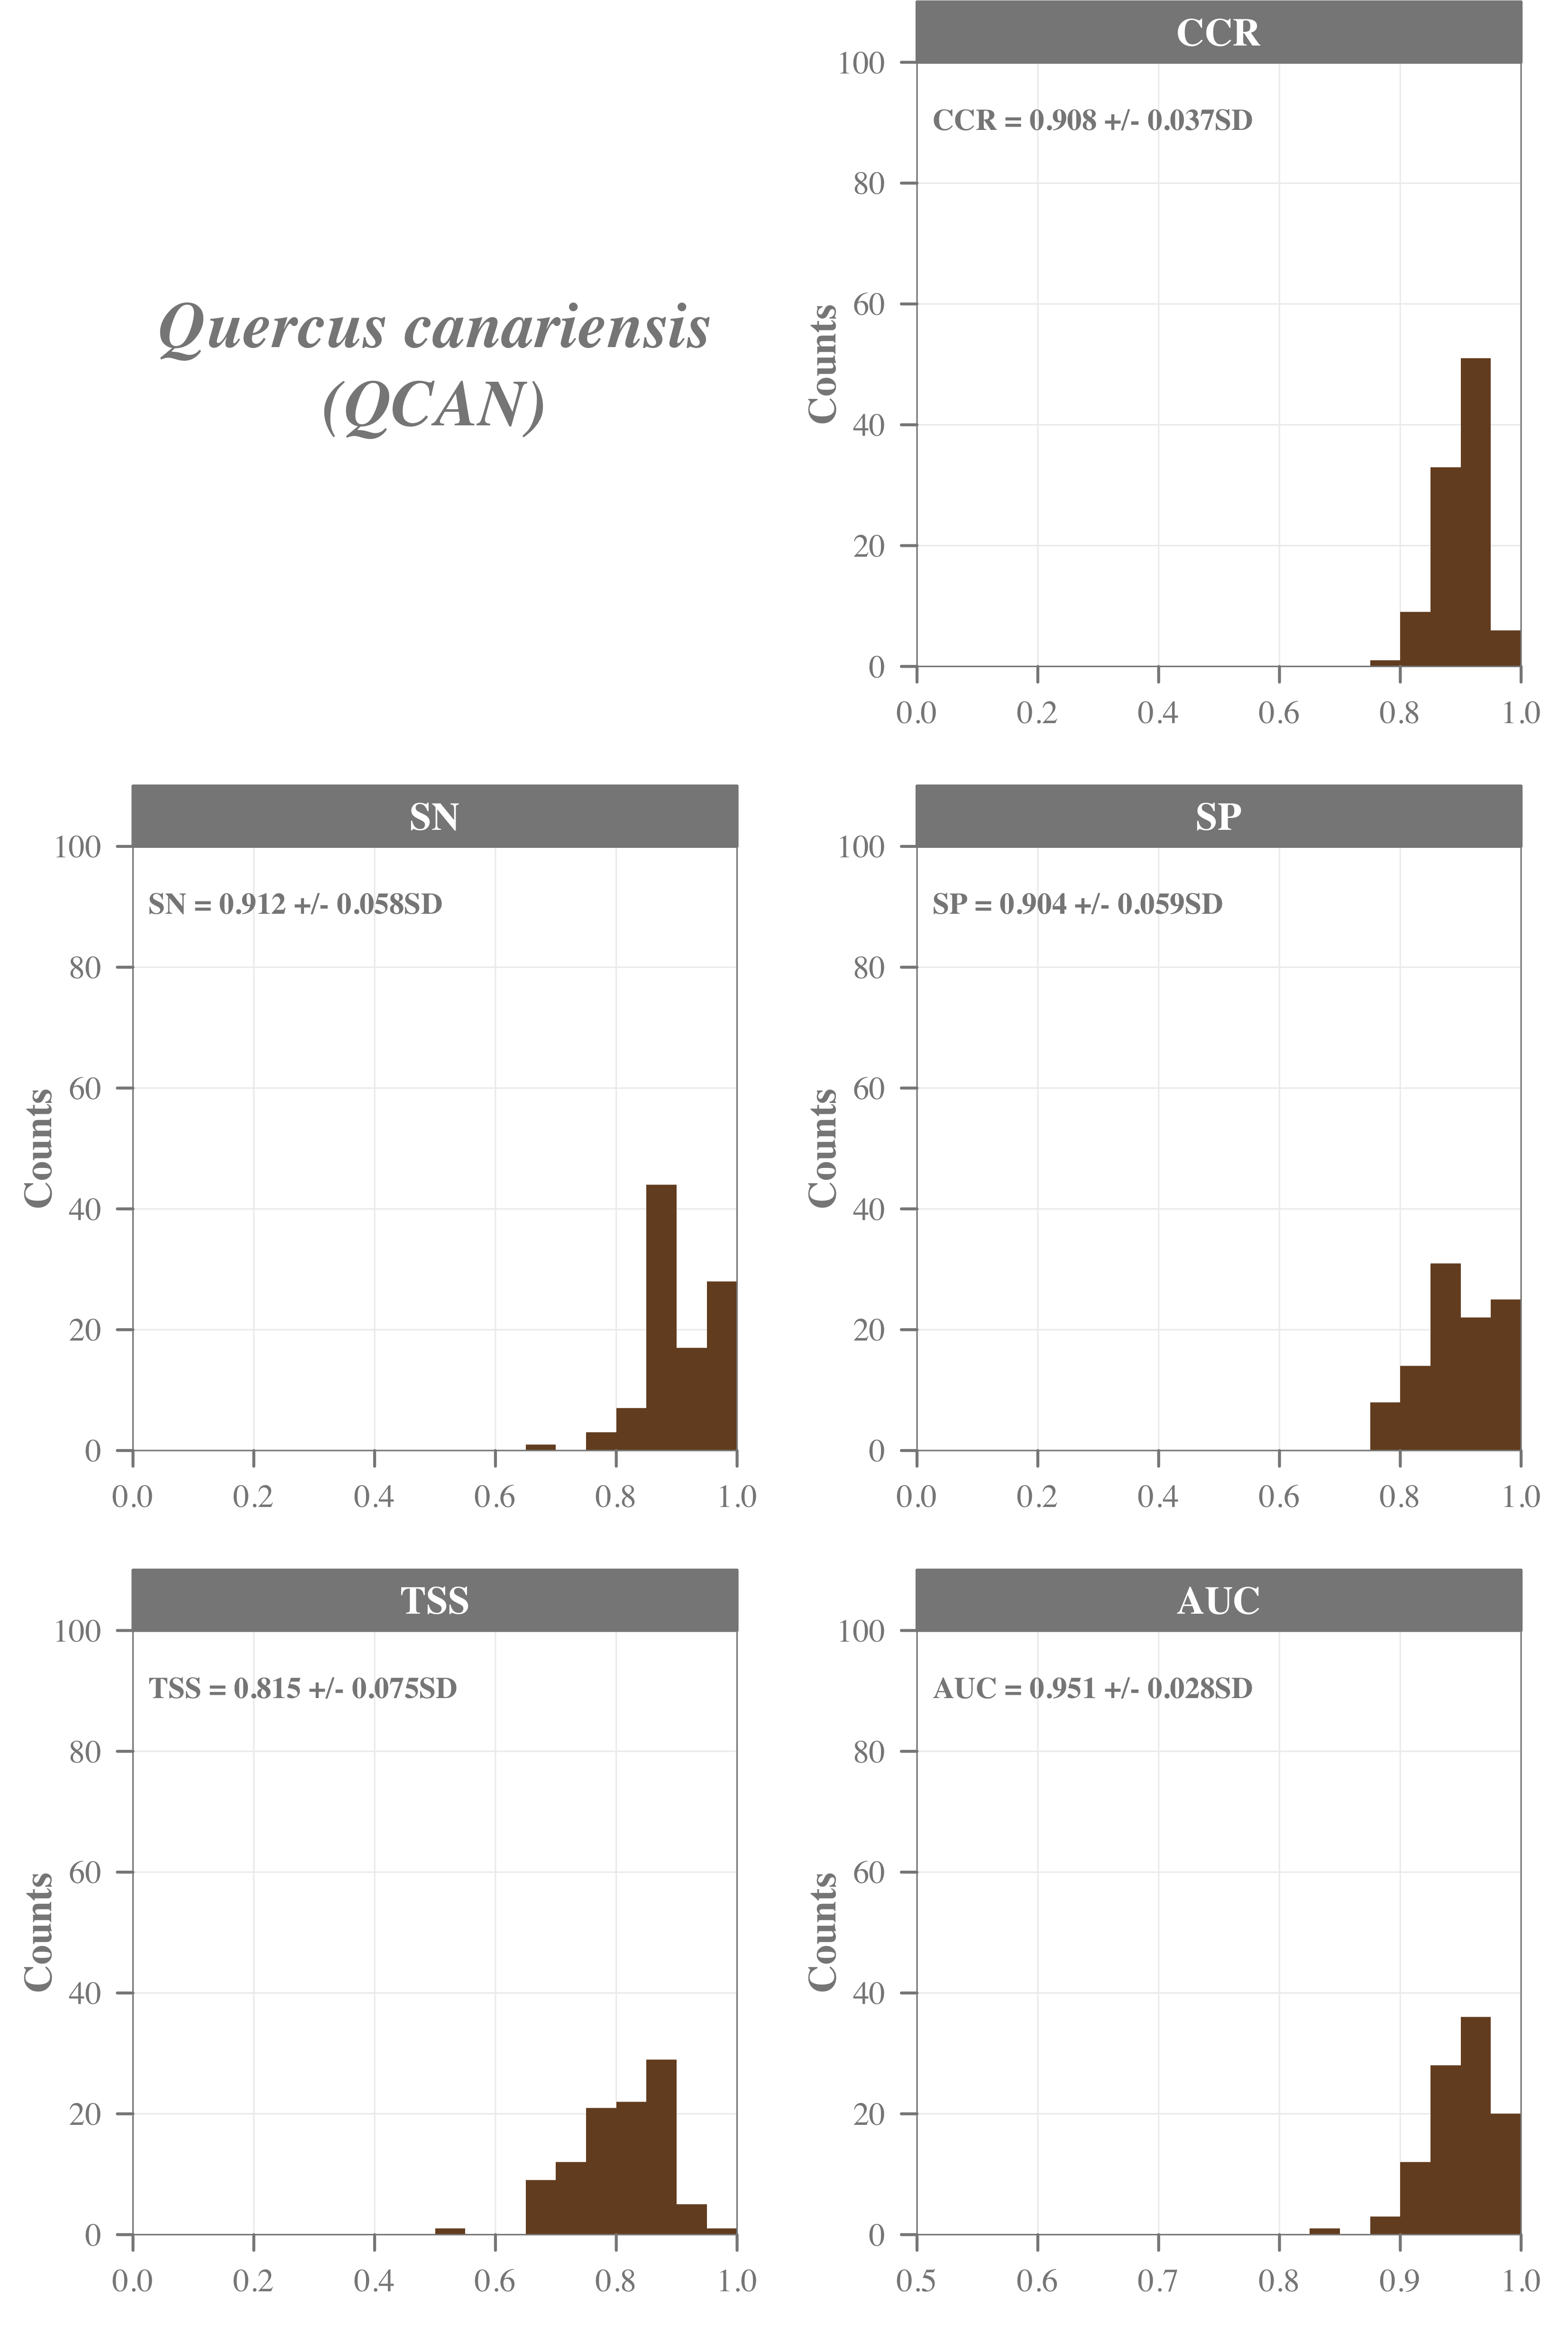 Quercus canariensis
(QCAN)
CCR
CCR = 0.908 +/- 0.037SD
Counts
100
80
60
40
20
0
0.0 0.2 0.4 0.6 0.8 1.0
SN
SN = 0.912 +/- 0.058SD
Counts
100
80
60
40
20
0
0.0 0.2 0.4 0.6 0.8 1.0
SP
SP = 0.904 +/- 0.059SD
Counts
100
80
60
40
20
0
0.0 0.2 0.4 0.6 0.8 1.0
TSS
TSS = 0.815 +/- 0.075SD
Counts
100
80
60
40
20
0
0.0 0.2 0.4 0.6 0.8 1.0
AUC
AUC = 0.951 +/- 0.028SD
Counts
100
80
60
40
20
0
0.5 0.6 0.7 0.8 0.9 1.0